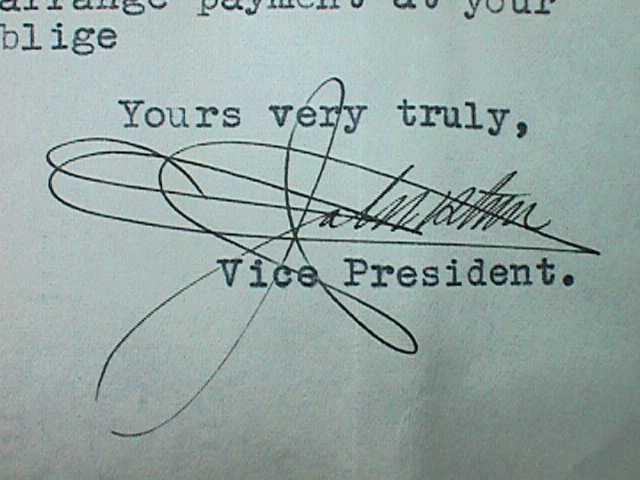 arrange payment at your
blige
Yours very truly,
Vice President.